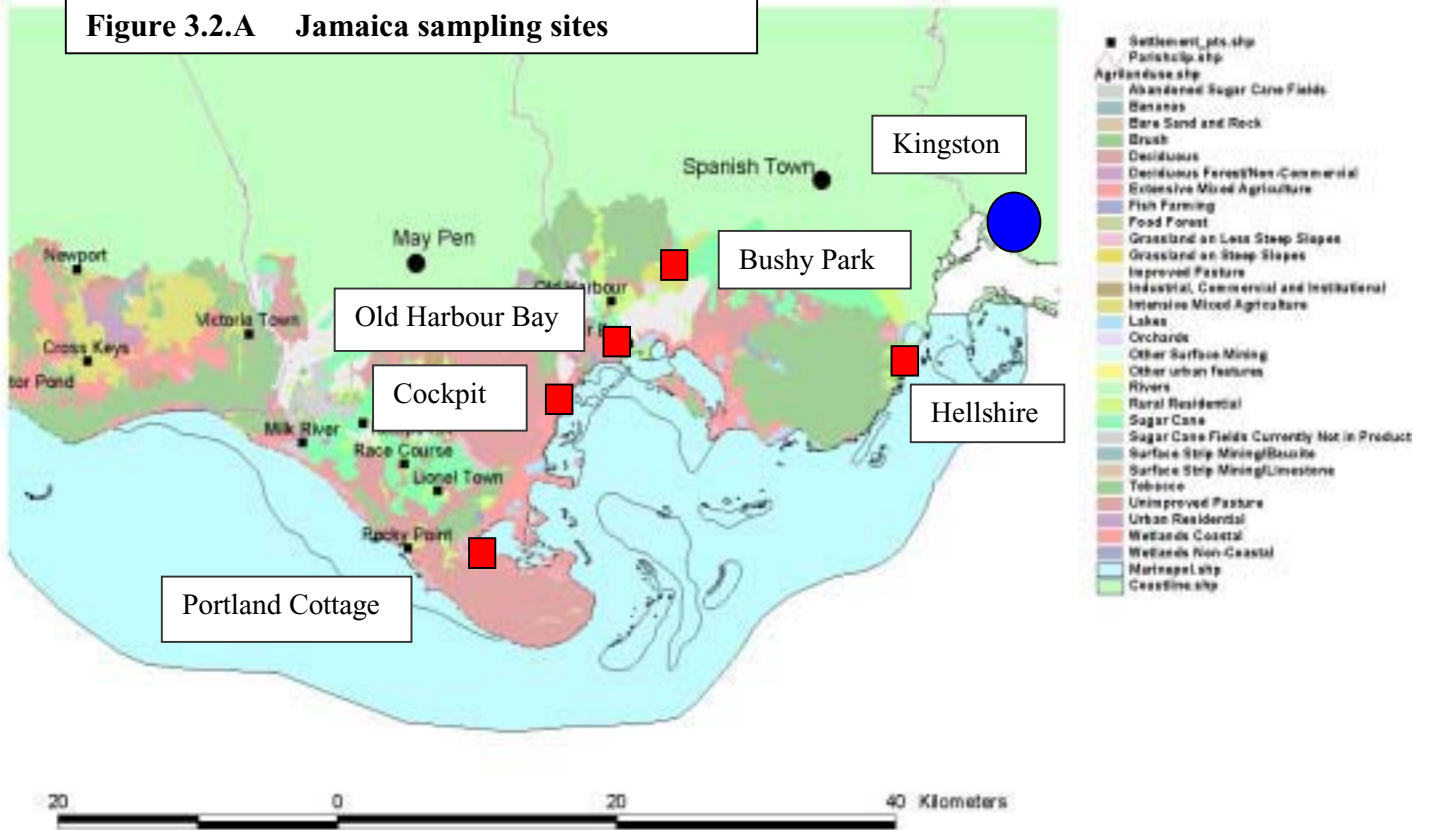 Figure 3.2.A Jamaica sampling sites
Kingston
Spanish Town
May Pen
Bushy Park
Newport
Old Harbour Bay
Victoria Town
Cross Keys
Cockpit
Hellshire
Milk River
Race Course
Lionel Town
Rocky Point
Portland Cottage
20 0 20 40 Kilometers
Settlement_pts.shp
Parishclip.shp
Agrilanduse.shp
Abandoned Sugar Cane Fields
Bananas
Bare Sand and Rock
Brush
Deciduous
Deciduous Forest/Non-Commercial
Extensive Mixed Agriculture
Fish Farming
Food Forest
Grassland on Less Steep Slopes
Grassland on Steep Slopes
Improved Pasture
Industrial, Commercial and Institutional
Intensive Mixed Agriculture
Lakes
Orchards
Other Surface Mining
Other urban features
Rivers
Rural Residential
Sugar Cane
Sugar Cane Fields Currently Not in Product
Surface Strip Mining/Bauxite
Surface Strip Mining/Limestone
Tobacco
Unimproved Pasture
Urban Residential
Wetlands Coastal
Wetlands Non-Coastal
Coastline.shp